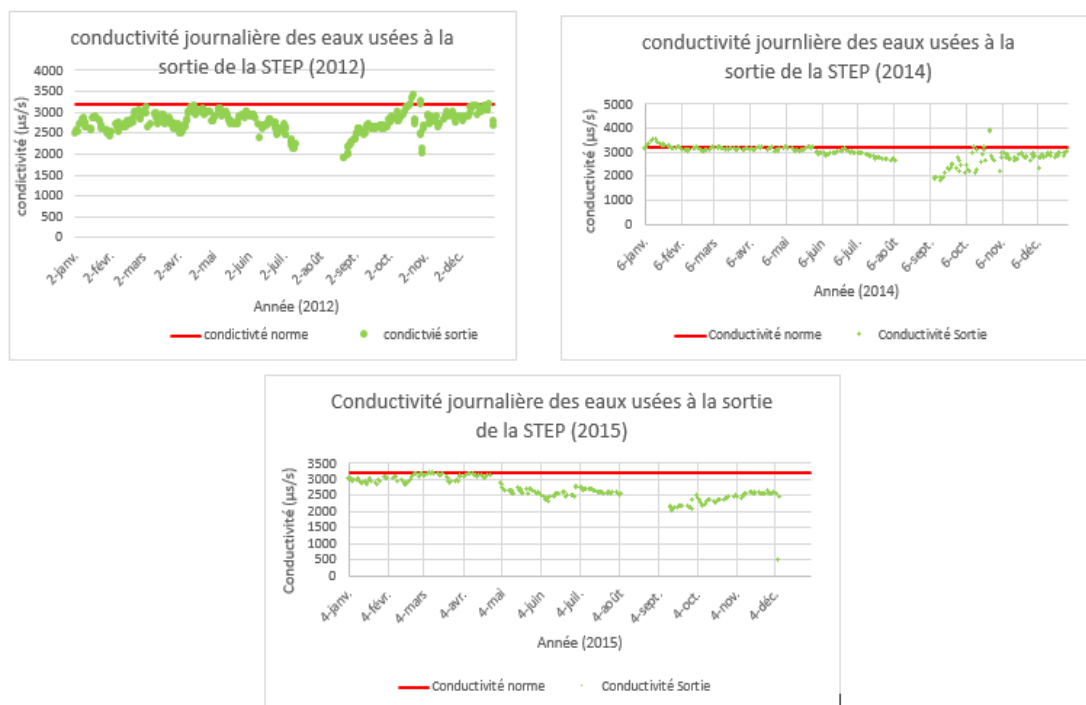 conductivité journalière des eaux usées à la
sortie de la STEP (2012)
condictivité (µs/s)
4000
3500
3000
2500
2000
1500
1000
500
0
2-janv.
2-févr.
2-mars
2-avr.
2-mai
2-juin
2-juil.
2-août
2-sept.
2-oct.
2-nov.
2-déc.
Année (2012)
condictivté norme
condictvié sortie
conductivité journlière des eaux usées à la
sortie de la STEP (2014)
conductivité (µs/s)
5000
4000
3000
2000
1000
0
6-janv.
6-févr.
6-mars
6-avr.
6-mai
6-juin
6-juil.
6-août
6-sept.
6-oct.
6-nov.
6-déc.
Année (2014)
Conductivité norme
Conductivité Sortie
Conductivité journalière des eaux usées à la sortie
de la STEP (2015)
Conductivité (µs/s)
3500
3000
2500
2000
1500
1000
500
0
4-janv.
4-févr.
4-mars
4-avr.
4-mai
4-juin
4-juil.
4-août
4-sept.
4-oct.
4-nov.
4-déc.
Année (2015)
Conductivité norme
Conductivité Sortie